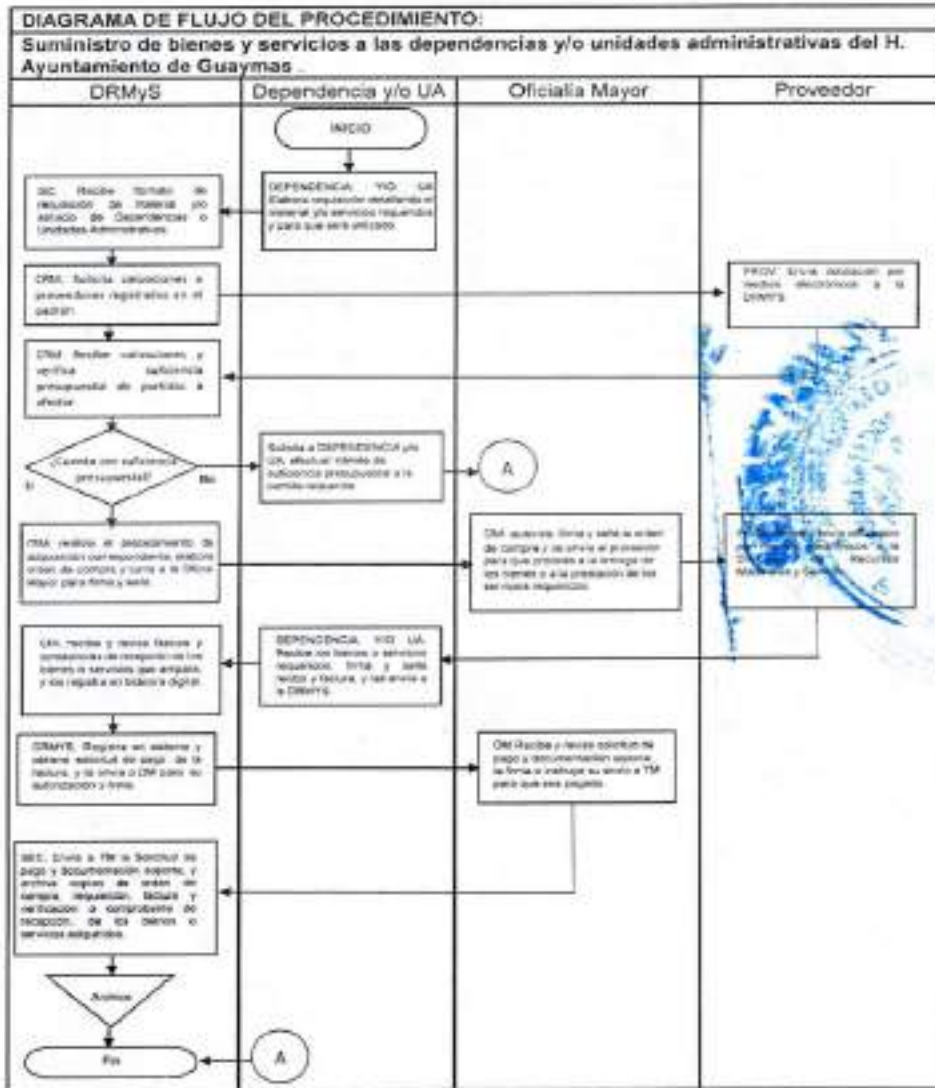 DIAGRAMA DE FLUJO DEL PROCEDIMIENTO:
Suministro de bienes y servicios a las dependencias y/o unidades administrativas del H.
Ayuntamiento de Guaymas
DRMyS
Dependencia y/o UA
Oficialía Mayor
Proveedor
INICIO
DEPENDENCIA Y/O UA
Elabora requisición detallando el
material y/o servicios requeridos
y para que será utilizado.
Recibe formato de
requisición de material y/o
servicio de Dependencias o
Unidades Administrativas.
CRM. Solicita cotizaciones a
proveedores registrados en el
padrón
PROV. Envía cotización por
medios electrónicos a la
DRMYS
CRM Recibe cotizaciones y
verifica suficiencia
presupuestal de partida a
afectar.
¿Cuenta con suficiencia
presupuestal?
No
Solicita a DEPENDENCIA y/o
UA, efectuar trámite de
suficiencia presupuestal a la
partida requerida
A
CRM realiza el procedimiento de
adquisición correspondiente, elabora
orden de compra y turna a la Oficial
Mayor para firma y sello.
OM autoriza, firma y sella la orden
de compra y se envía al proveedor
para que proceda a la entrega de
los bienes o a la prestación de los
servicios requeridos.
Recursos
DEPENDENCIA Y/O UA.
Recibe los bienes o servicios
requeridos, firma y sella
recibo y factura, y las envía a
la DRMYS.
recibe y revisa factura y
constancias de recepción de los
bienes o servicios que ampara,
y los registra en bitácora digital.
DRMYS. Registra en sistema y
obtiene solicitud de pago de la
factura, y la envía a OM para su
autorización y firma.
OM Recibe y revisa solicitud de
pago y documentación soporte,
la firma e instruye su envío a TM
para que sea pagada.
SEC. Envía a TM la Solicitud de
pago y documentación soporte, y
archiva copias de orden de
compra, requisición, factura y
verificación o comprobante de
recepción, de los bienes o
servicios adquiridos.
Archivo
Fin
A